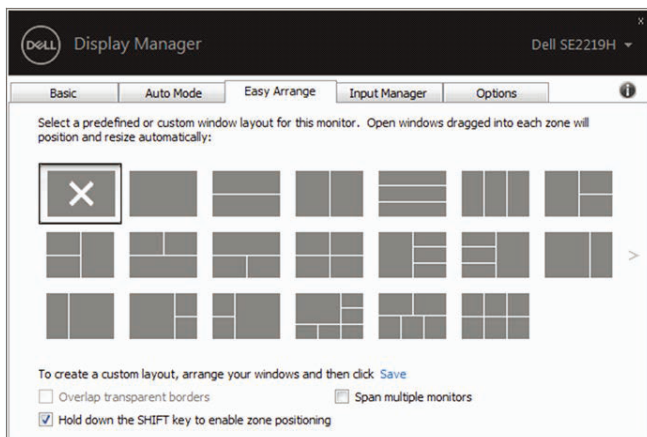 x
DELL Display Manager Dell SE2219H
Basic Auto Mode Easy Arrange Input Manager Options
Select a predefined or custom window layout for this monitor. Open windows dragged into each zone will
position and resize automatically:
To create a custom layout, arrange your windows and then click Save
Overlap transparent borders Span multiple monitors
Hold down the SHIFT key to enable zone positioning